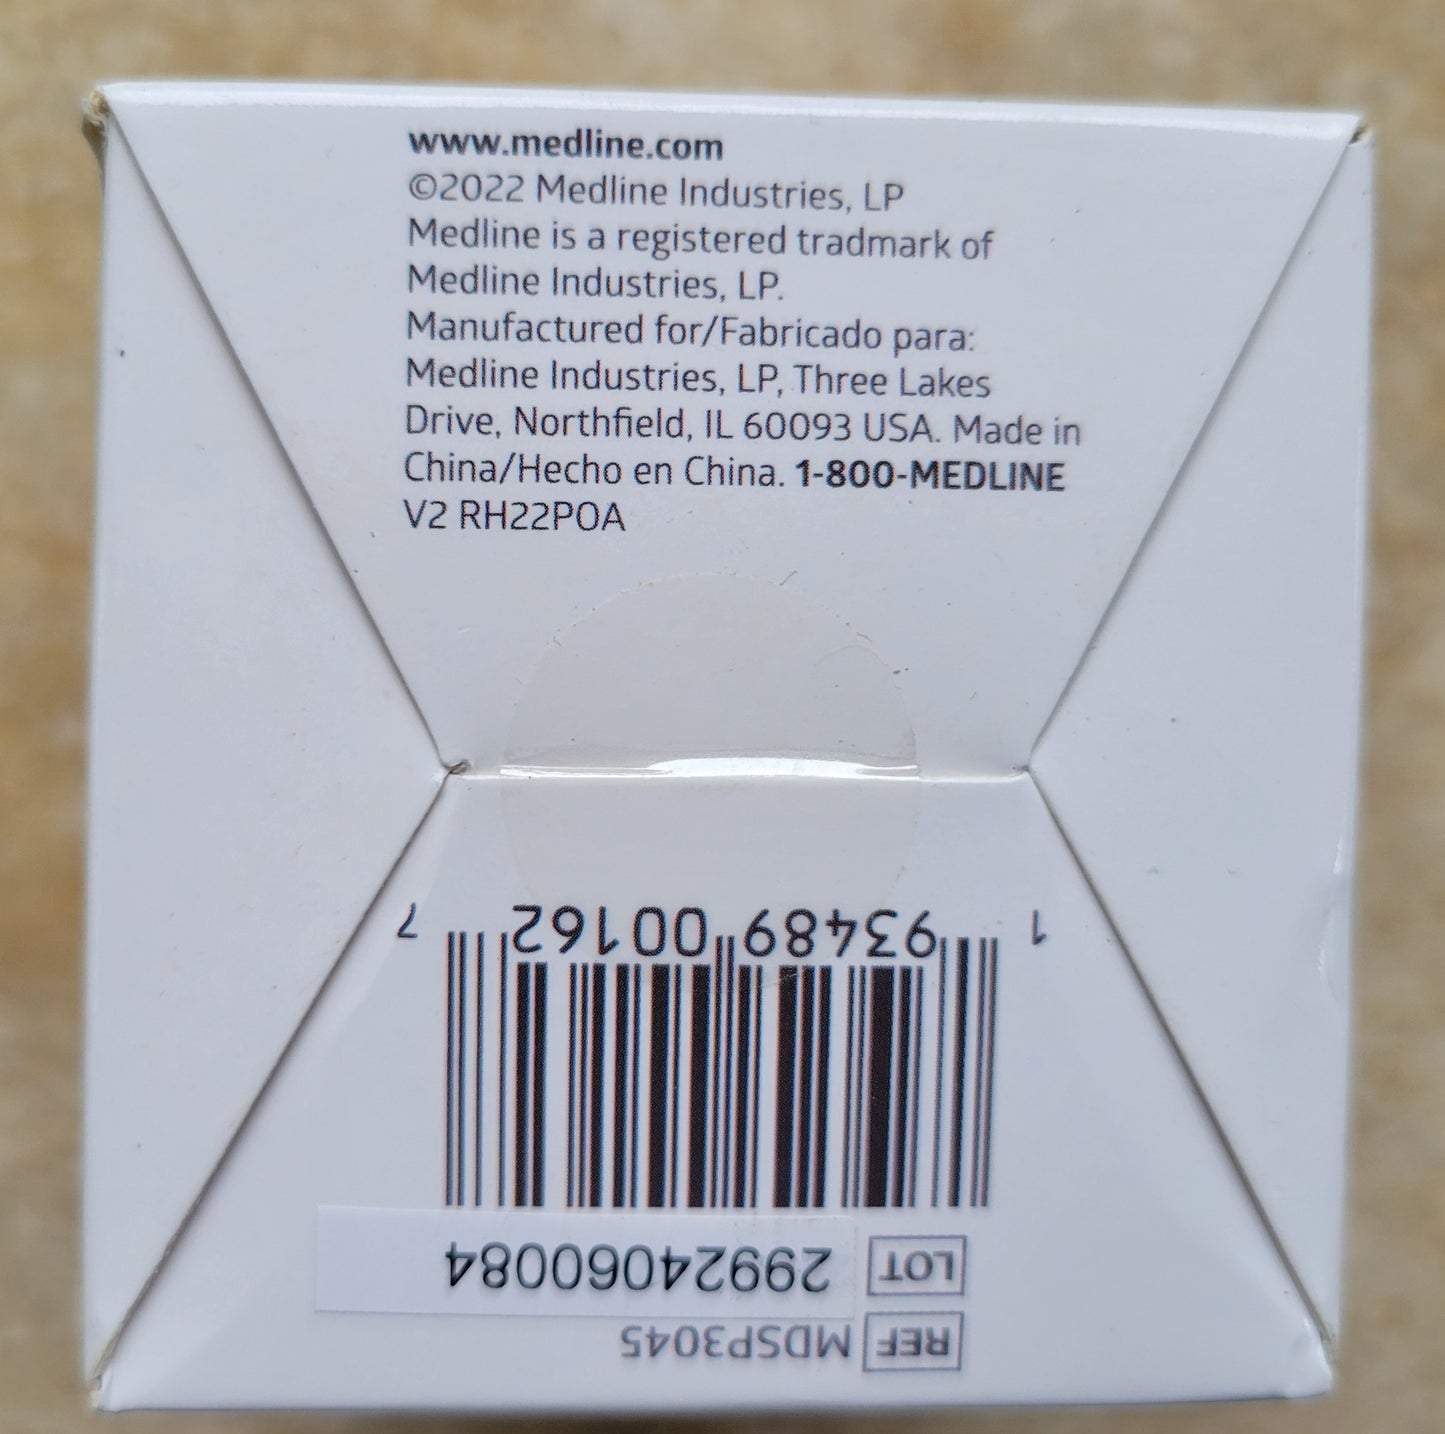 www.medline.com
©2022 Medline Industries, LP
Medline is a registered tradmark of
Medline Industries, LP.
Manufactured for/Fabricado para:
Medline Industries, LP, Three Lakes
Drive, Northfield, IL 60093 USA. Made in
China/Hecho en China. 1-800-MEDLINE
V2 RH22POA
REF MDSP3045
LOT 29924060084
1 93489 00162 7